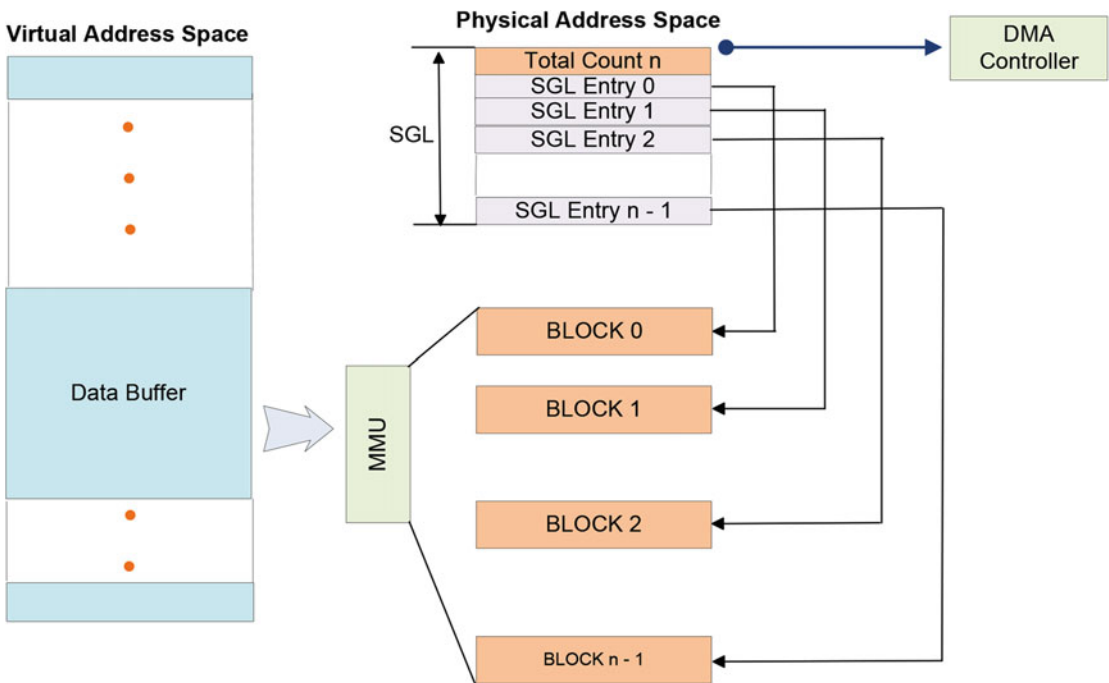 Virtual Address Space
Physical Address Space
DMA
Controller
Total Count n
SGL Entry 0
SGL Entry 1
SGL Entry 2
SGL
SGL Entry n - 1
BLOCK 0
Data Buffer
MMU
BLOCK 1
BLOCK 2
BLOCK n - 1